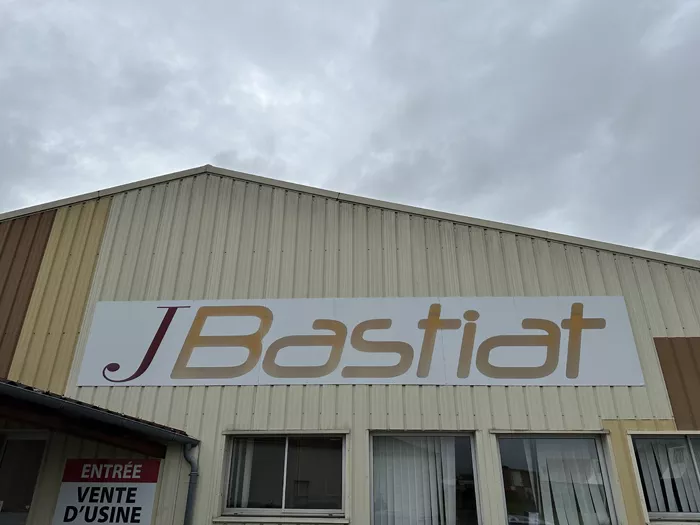 J Bastiat
ENTRÉE
VENTE
D'USINE